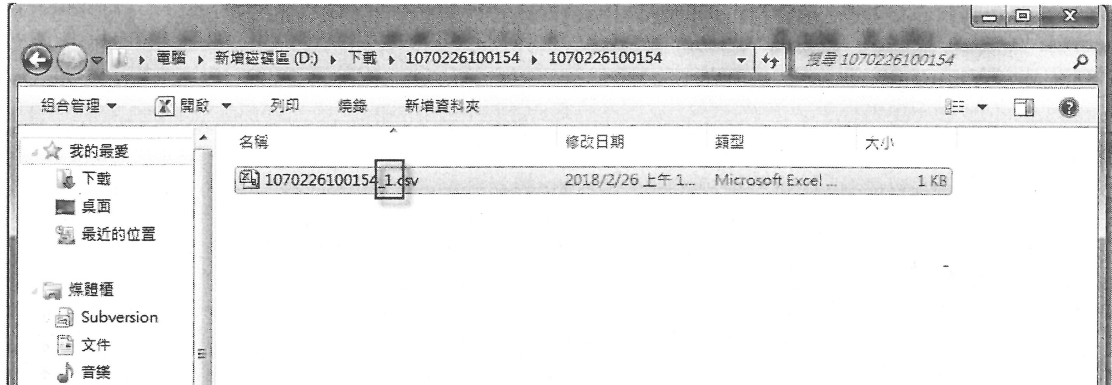 電腦 ▸ 新增磁碟區 (D:) ▸ 下載 ▸ 1070226100154 ▸ 1070226100154
搜尋 1070226100154
組合管理 開啟 列印 燒錄 新增資料夾
名稱 修改日期 類型 大小
1070226100154_1.csv 2018/2/26 上午 1... Microsoft Excel ... 1 KB
我的最愛
下載
桌面
最近的位置
媒體櫃
Subversion
文件
音樂